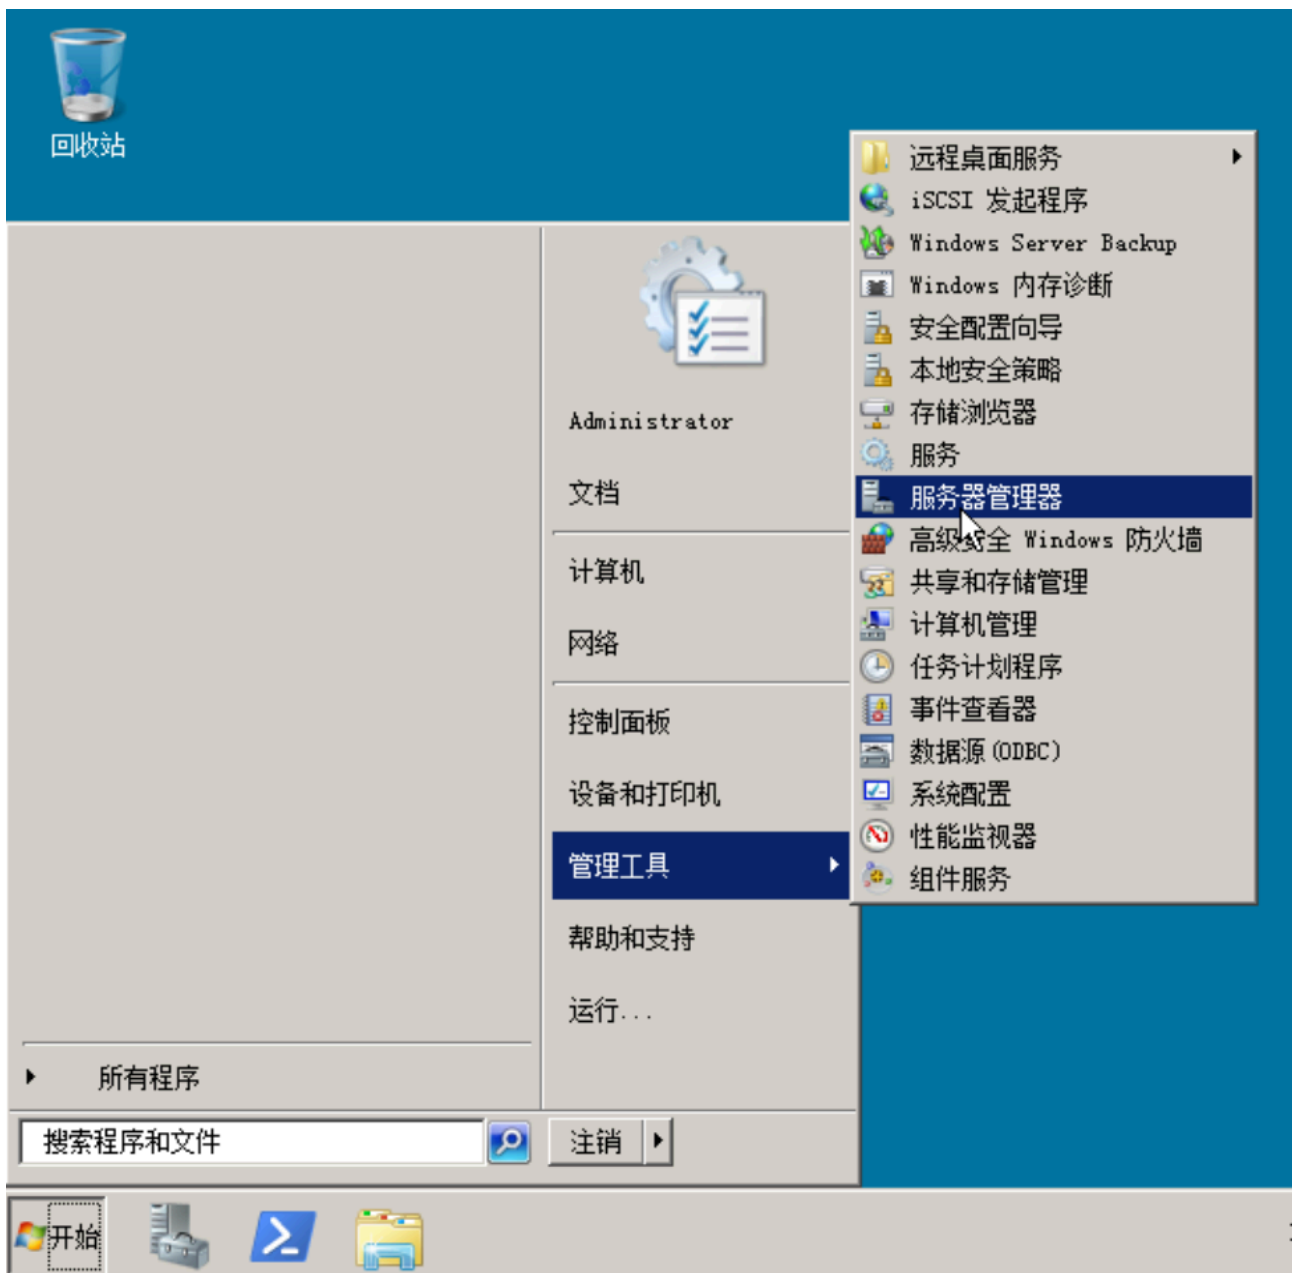 回收站
远程桌面服务
iSCSI 发起程序
Windows Server Backup
Windows 内存诊断
安全配置向导
本地安全策略
存储浏览器
服务
服务器管理器
高级安全 Windows 防火墙
共享和存储管理
计算机管理
任务计划程序
事件查看器
数据源(ODBC)
系统配置
性能监视器
组件服务
Administrator
文档
计算机
网络
控制面板
设备和打印机
管理工具
帮助和支持
运行...
所有程序
搜索程序和文件
注销
开始